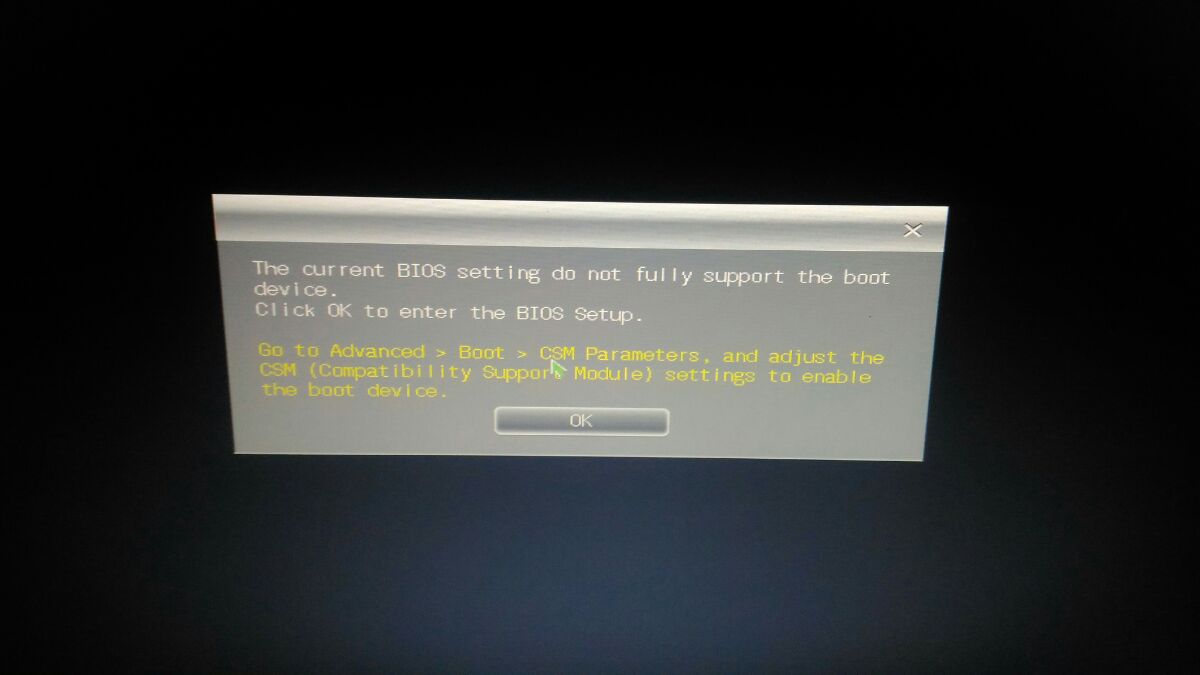 The current BIOS setting do not fully support the boot
device.
Click OK to enter the BIOS Setup.
Go to Advanced > Boot > CSM Parameters, and adjust the
CSM (Compatibility Support Module) settings to enable
the boot device.
OK